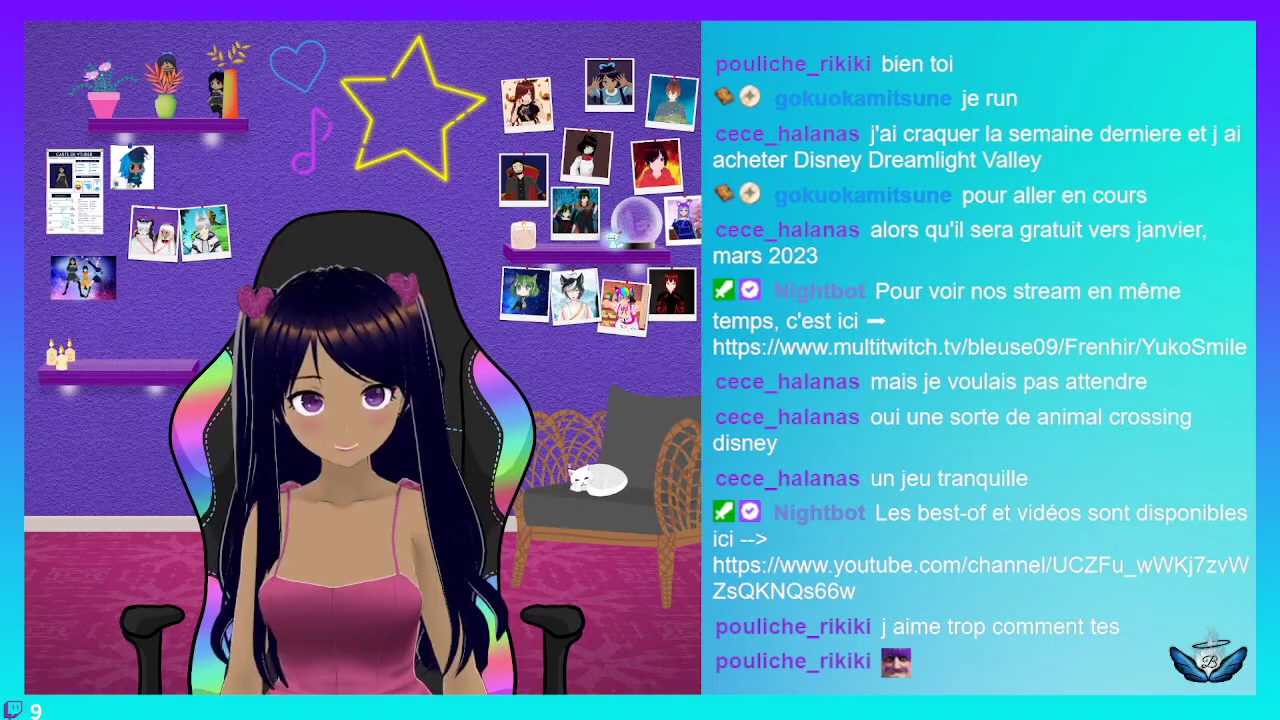 pouliche_rikiki bien toi
gokuokamitsune je run
cece_halanas j'ai craquer la semaine derniere et j ai
acheter Disney Dreamlight Valley
gokuokamitsune pour aller en cours
cece_halanas alors qu'il sera gratuit vers janvier,
mars 2023
Nightbot Pour voir nos stream en même
temps, c'est ici ➡
https://www.multitwitch.tv/bleuse09/Frenhir/YukoSmile
cece_halanas mais je voulais pas attendre
cece_halanas oui une sorte de animal crossing
disney
cece_halanas un jeu tranquille
Nightbot Les best-of et vidéos sont disponibles
ici -->
https://www.youtube.com/channel/UCZFu_wWKj7zvW
ZsQKNQs66w
pouliche_rikiki j aime trop comment tes
pouliche_rikiki
CARTE DE VTUBER
B
9